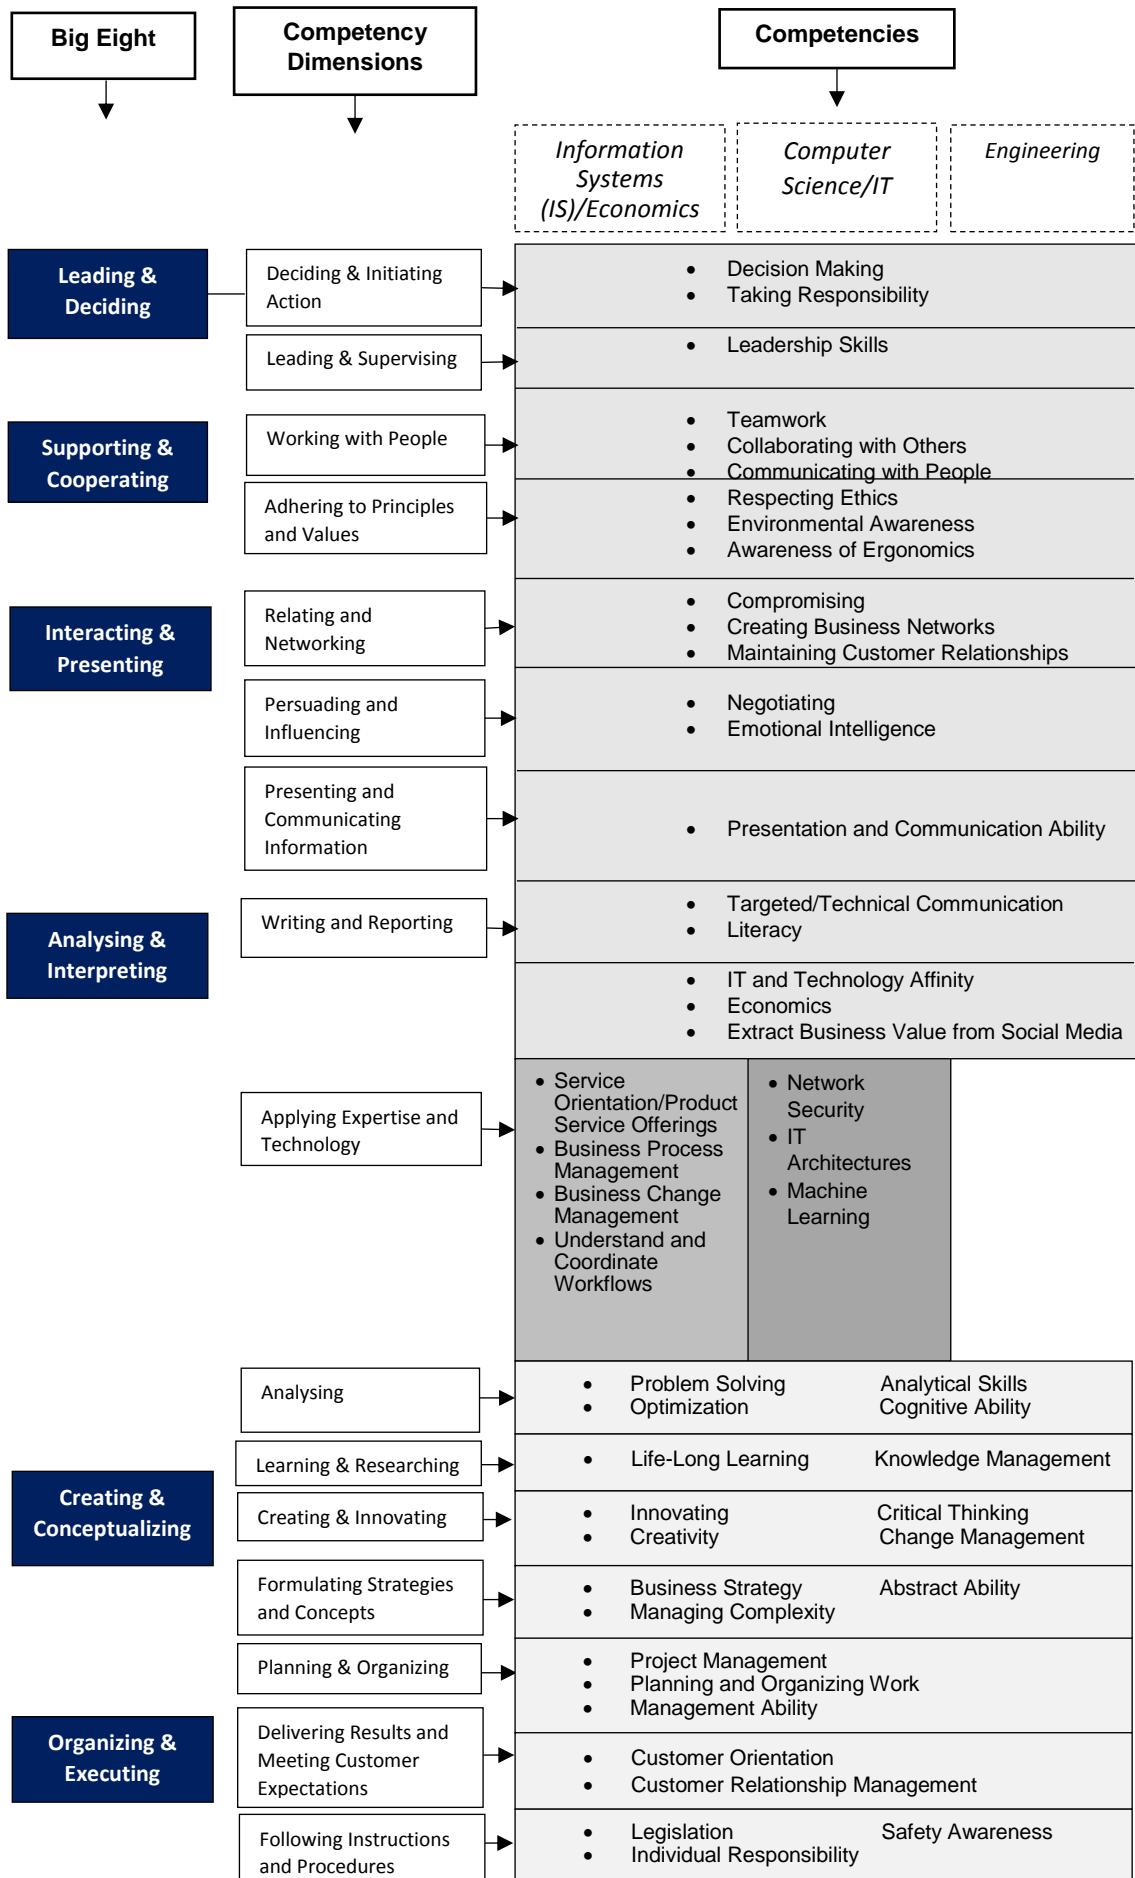 Big Eight
Competency
Dimensions
Competencies
Information
Systems
(IS)/Economics
Computer
Science/IT
Engineering
Leading &
Deciding
Deciding & Initiating
Action
• Decision Making
• Taking Responsibility
Leading & Supervising
• Leadership Skills
Supporting &
Cooperating
Working with People
• Teamwork
• Collaborating with Others
• Communicating with People
Adhering to Principles
and Values
• Respecting Ethics
• Environmental Awareness
• Awareness of Ergonomics
Interacting &
Presenting
Relating and
Networking
• Compromising
• Creating Business Networks
• Maintaining Customer Relationships
Persuading and
Influencing
• Negotiating
• Emotional Intelligence
Presenting and
Communicating
Information
• Presentation and Communication Ability
Analysing &
Interpreting
Writing and Reporting
• Targeted/Technical Communication
• Literacy
• IT and Technology Affinity
• Economics
• Extract Business Value from Social Media
Applying Expertise and
Technology
• Service
Orientation/Product
Service Offerings
• Business Process
Management
• Business Change
Management
• Understand and
Coordinate
Workflows
• Network
Security
• IT
Architectures
• Machine
Learning
Analysing
• Problem Solving Analytical Skills
• Optimization Cognitive Ability
Creating &
Conceptualizing
Learning & Researching
• Life-Long Learning Knowledge Management
Creating & Innovating
• Innovating Critical Thinking
• Creativity Change Management
Formulating Strategies
and Concepts
• Business Strategy Abstract Ability
• Managing Complexity
Planning & Organizing
• Project Management
• Planning and Organizing Work
• Management Ability
Organizing &
Executing
Delivering Results and
Meeting Customer
Expectations
• Customer Orientation
• Customer Relationship Management
Following Instructions
and Procedures
• Legislation Safety Awareness
• Individual Responsibility